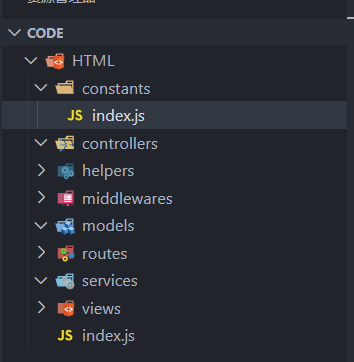 资源管理器
CODE
HTML
constants
JS index.js
controllers
helpers
middlewares
models
routes
services
views
JS index.js